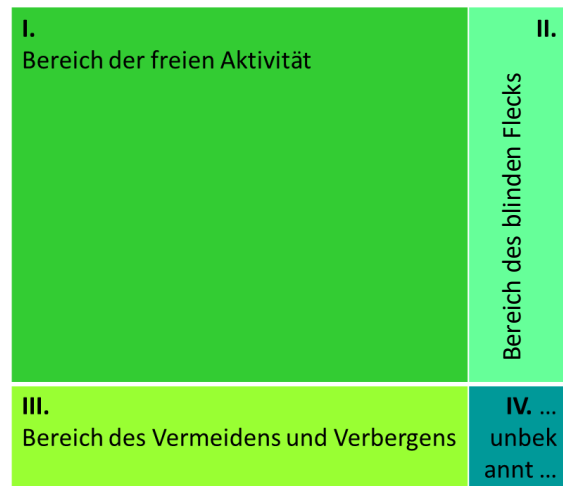 I.
Bereich der freien Aktivität
II.
Bereich des blinden Flecks
III.
Bereich des Vermeidens und Verbergens
IV. ...
unbek
annt ...